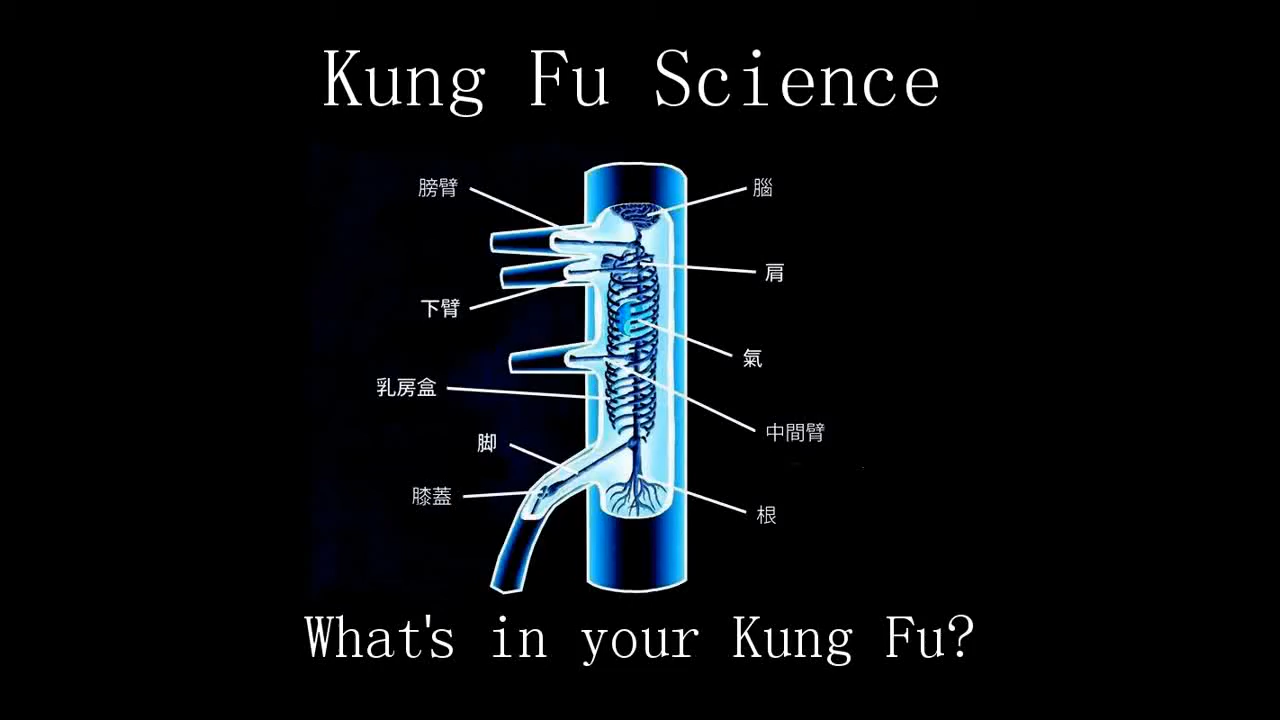 Kung Fu Science
膀臂
腦
肩
下臂
氣
乳房盒
中間臂
脚
膝蓋
根
What's in your Kung Fu?